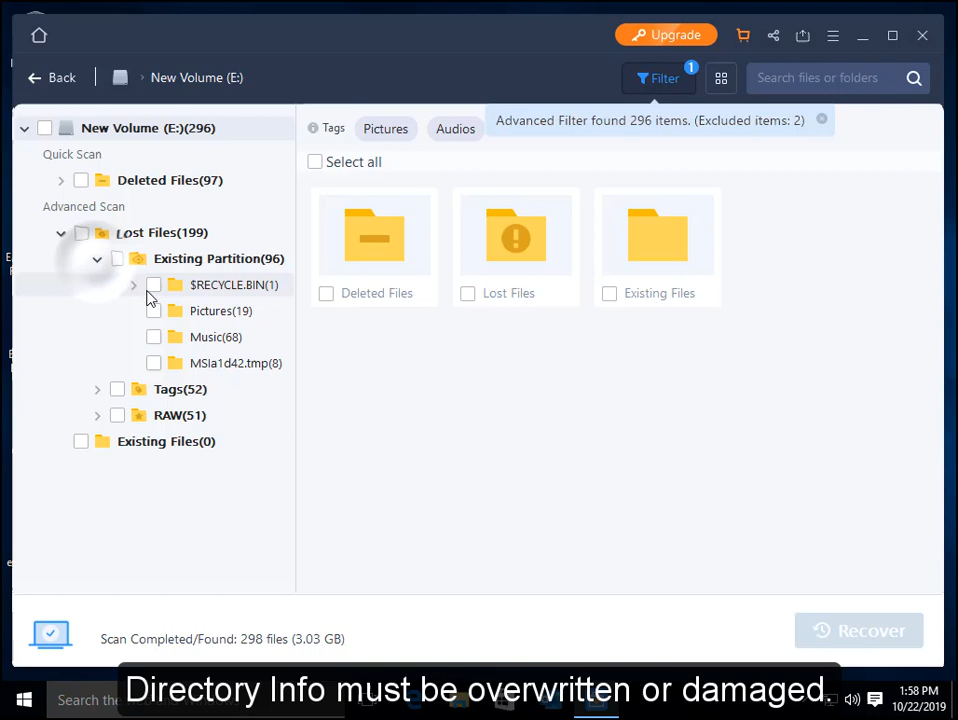 Upgrade
Back
New Volume (E:)
Filter
1
Search files or folders
New Volume (E:)(296)
Tags
Pictures
Audios
Advanced Filter found 296 items. (Excluded items: 2)
Quick Scan
Select all
Deleted Files(97)
Advanced Scan
Lost Files(199)
Existing Partition(96)
$RECYCLE.BIN(1)
Deleted Files
Lost Files
Existing Files
Pictures(19)
Music(68)
MSIa1d42.tmp(8)
Tags(52)
RAW(51)
Existing Files(0)
Scan Completed/Found: 298 files (3.03 GB)
Recover
Directory Info must be overwritten or damaged
Search the
1:58 PM
10/22/2019